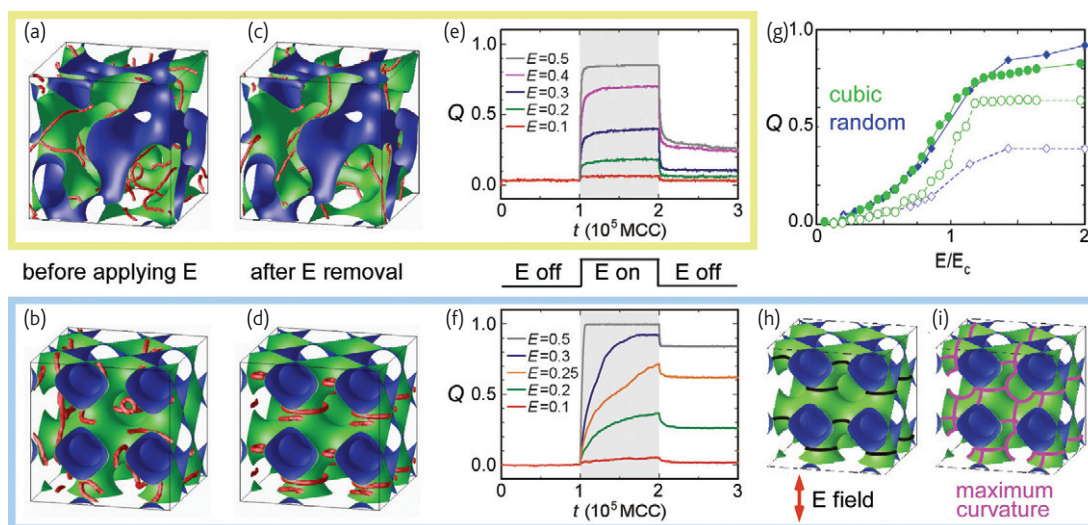 (a)
(c)
(e)
1.0
E=0.5
E=0.4
E=0.3
E=0.2
E=0.1
Q
0.5
0.0
0 1 2 3
t (10⁵ MCC)
(g)
1.0
cubic
random
Q
0.5
0.0
0 1 2
E/Ec
before applying E
after E removal
E off
E on
E off
(b)
(d)
(f)
1.0
E=0.5
E=0.3
E=0.25
E=0.2
E=0.1
Q
0.5
0.0
0 1 2 3
t (10⁵ MCC)
(h)
E field
(i)
maximum
curvature